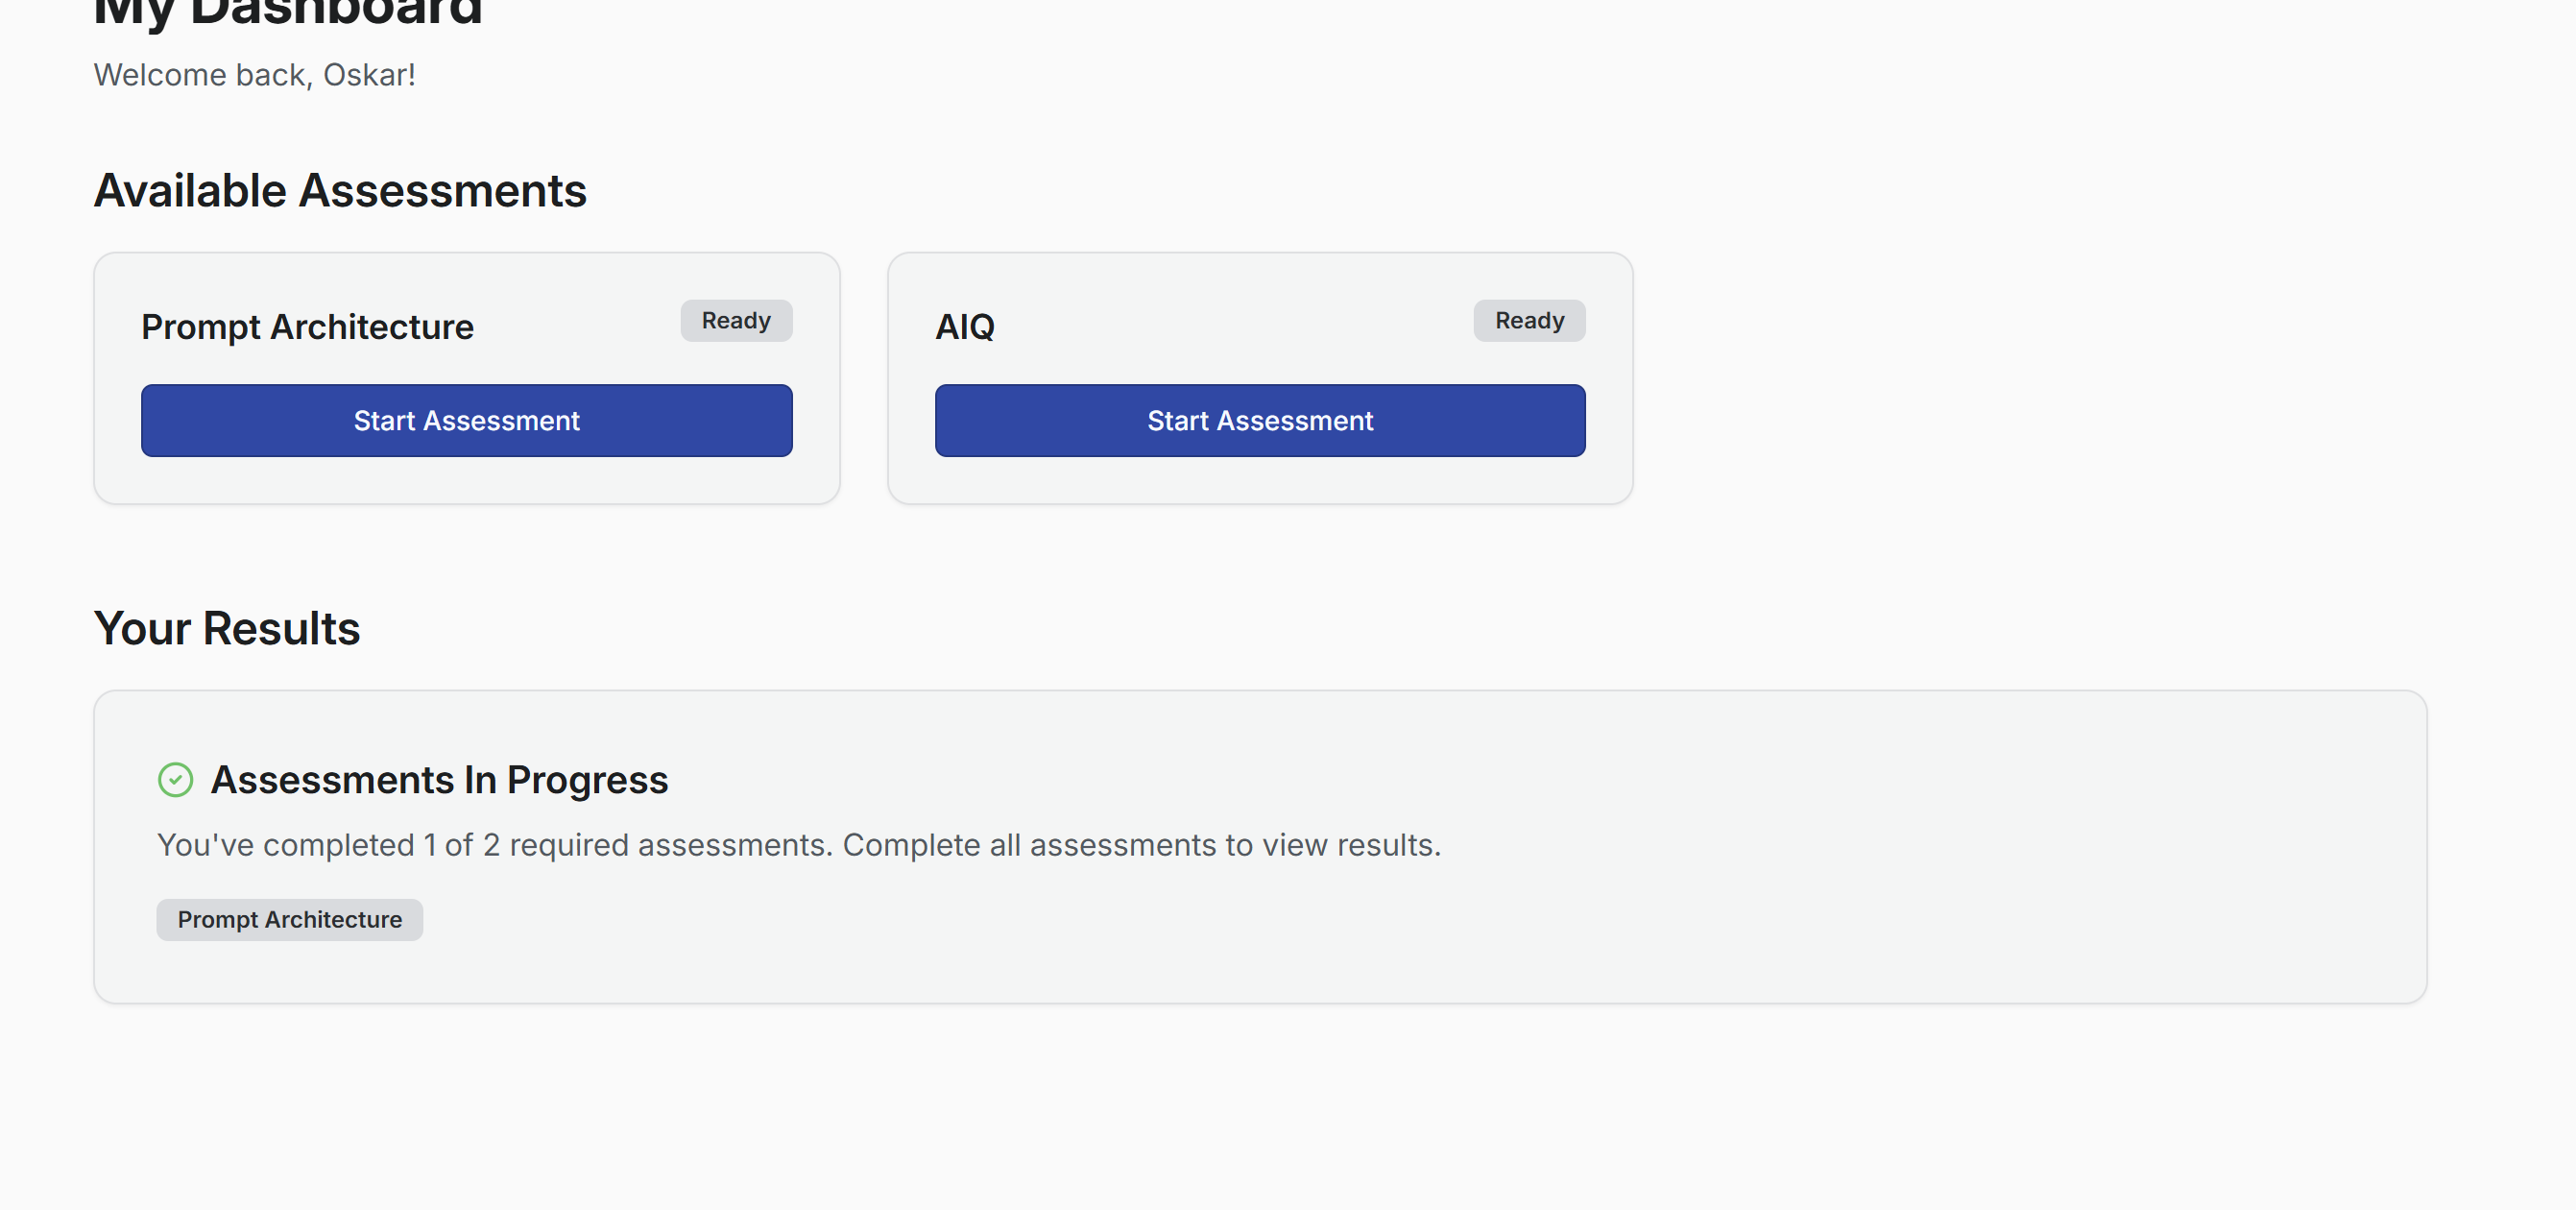 My Dashboard
Welcome back, Oskar!
Available Assessments
Prompt Architecture
Ready
Start Assessment
AIQ
Ready
Start Assessment
Your Results
Assessments In Progress
You've completed 1 of 2 required assessments. Complete all assessments to view results.
Prompt Architecture